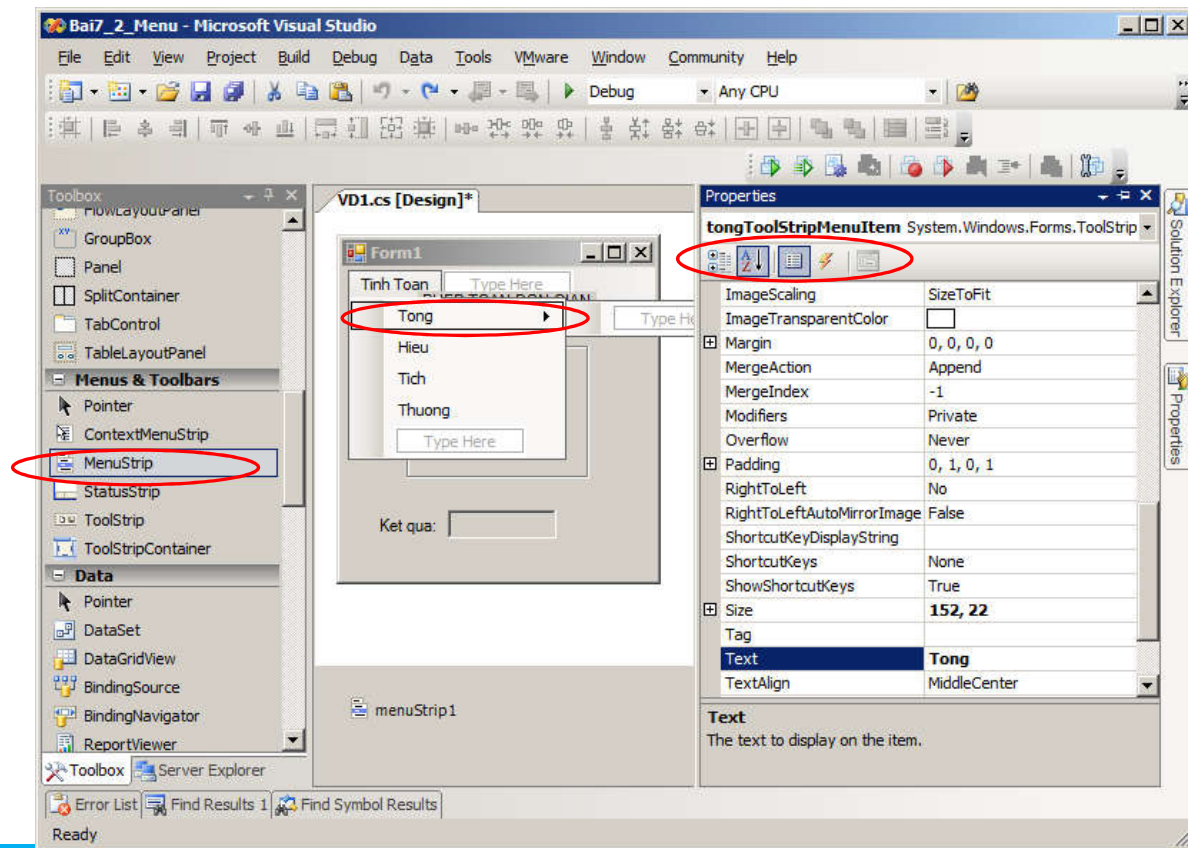 Bai7_2_Menu - Microsoft Visual Studio
File Edit View Project Build Debug Data Tools VMware Window Community Help
Debug Any CPU
Toolbox
FlowLayoutPanel
GroupBox
Panel
SplitContainer
TabControl
TableLayoutPanel
Menus & Toolbars
Pointer
ContextMenuStrip
MenuStrip
StatusStrip
ToolStrip
ToolStripContainer
Data
Pointer
DataSet
DataGridView
BindingSource
BindingNavigator
ReportViewer
Toolbox Server Explorer
VD1.cs [Design]*
Form1
Tinh Toan Type Here
PHEP TOAN DON GIAN
Tong Type He
Hieu
Tich
Thuong
Type Here
Ket qua:
menuStrip1
Properties
tongToolStripMenuItem System.Windows.Forms.ToolStrip
ImageScaling SizeToFit
ImageTransparentColor
Margin 0, 0, 0, 0
MergeAction Append
MergeIndex -1
Modifiers Private
Overflow Never
Padding 0, 1, 0, 1
RightToLeft No
RightToLeftAutoMirrorImage False
ShortcutKeyDisplayString
ShortcutKeys None
ShowShortcutKeys True
Size 152, 22
Tag
Text Tong
TextAlign MiddleCenter
Text
The text to display on the item.
Solution Explorer
Properties
Error List Find Results 1 Find Symbol Results
Ready